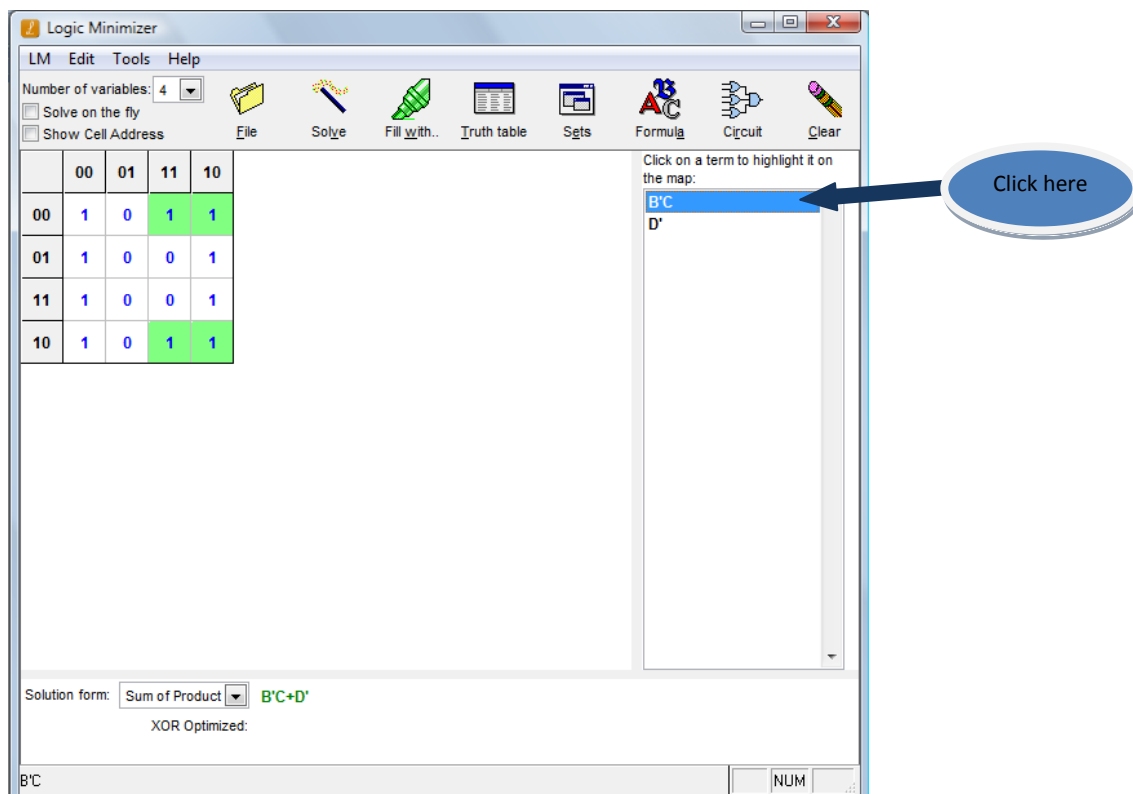 Logic Minimizer
LM Edit Tools Help
Number of variables: 4
Solve on the fly
Show Cell Address
File Solve Fill with.. Truth table Sets Formula Circuit Clear
00 01 11 10
00 1 0 1 1
01 1 0 0 1
11 1 0 0 1
10 1 0 1 1
Click on a term to highlight it on
the map:
B'C
D'
Click here
Solution form: Sum of Product B'C+D'
XOR Optimized:
B'C NUM